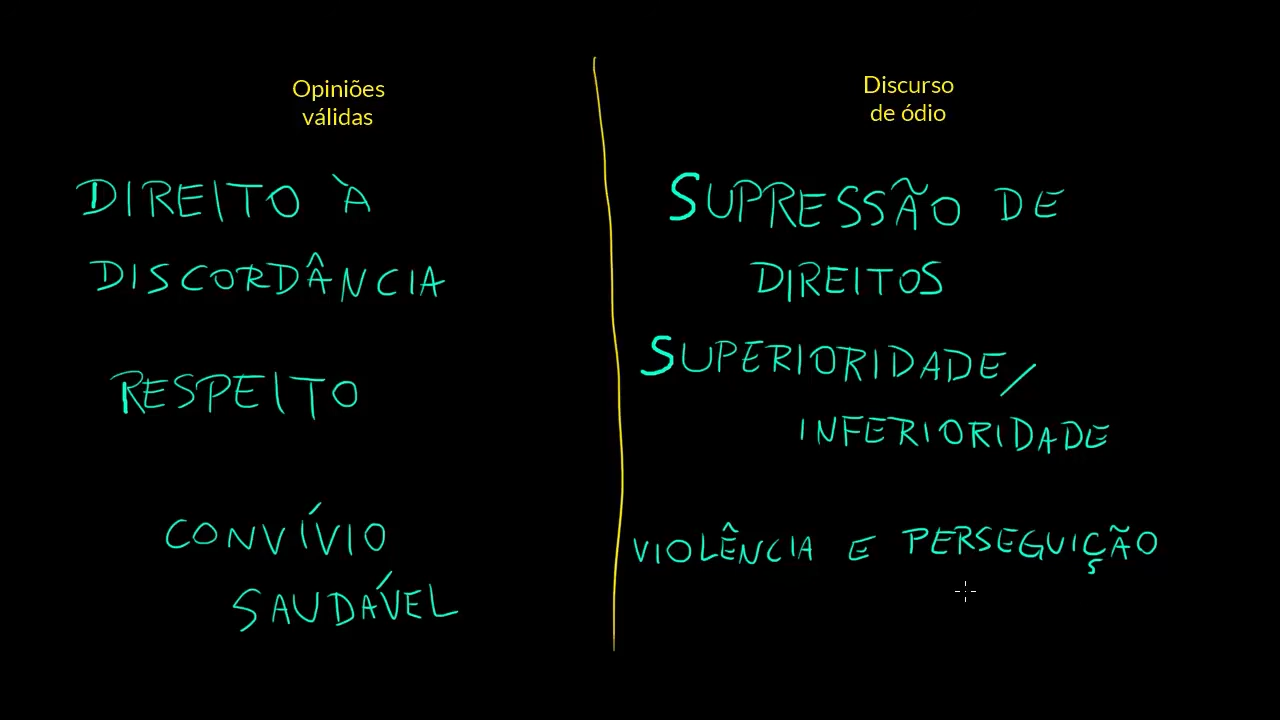 Opiniões
válidas
DIREITO À
DISCORDÂNCIA
RESPEITO
CONVÍVIO
SAUDÁVEL
Discurso
de ódio
SUPRESSÃO DE
DIREITOS
SUPERIORIDADE/
INFERIORIDADE
VIOLÊNCIA E PERSEGUIÇÃO